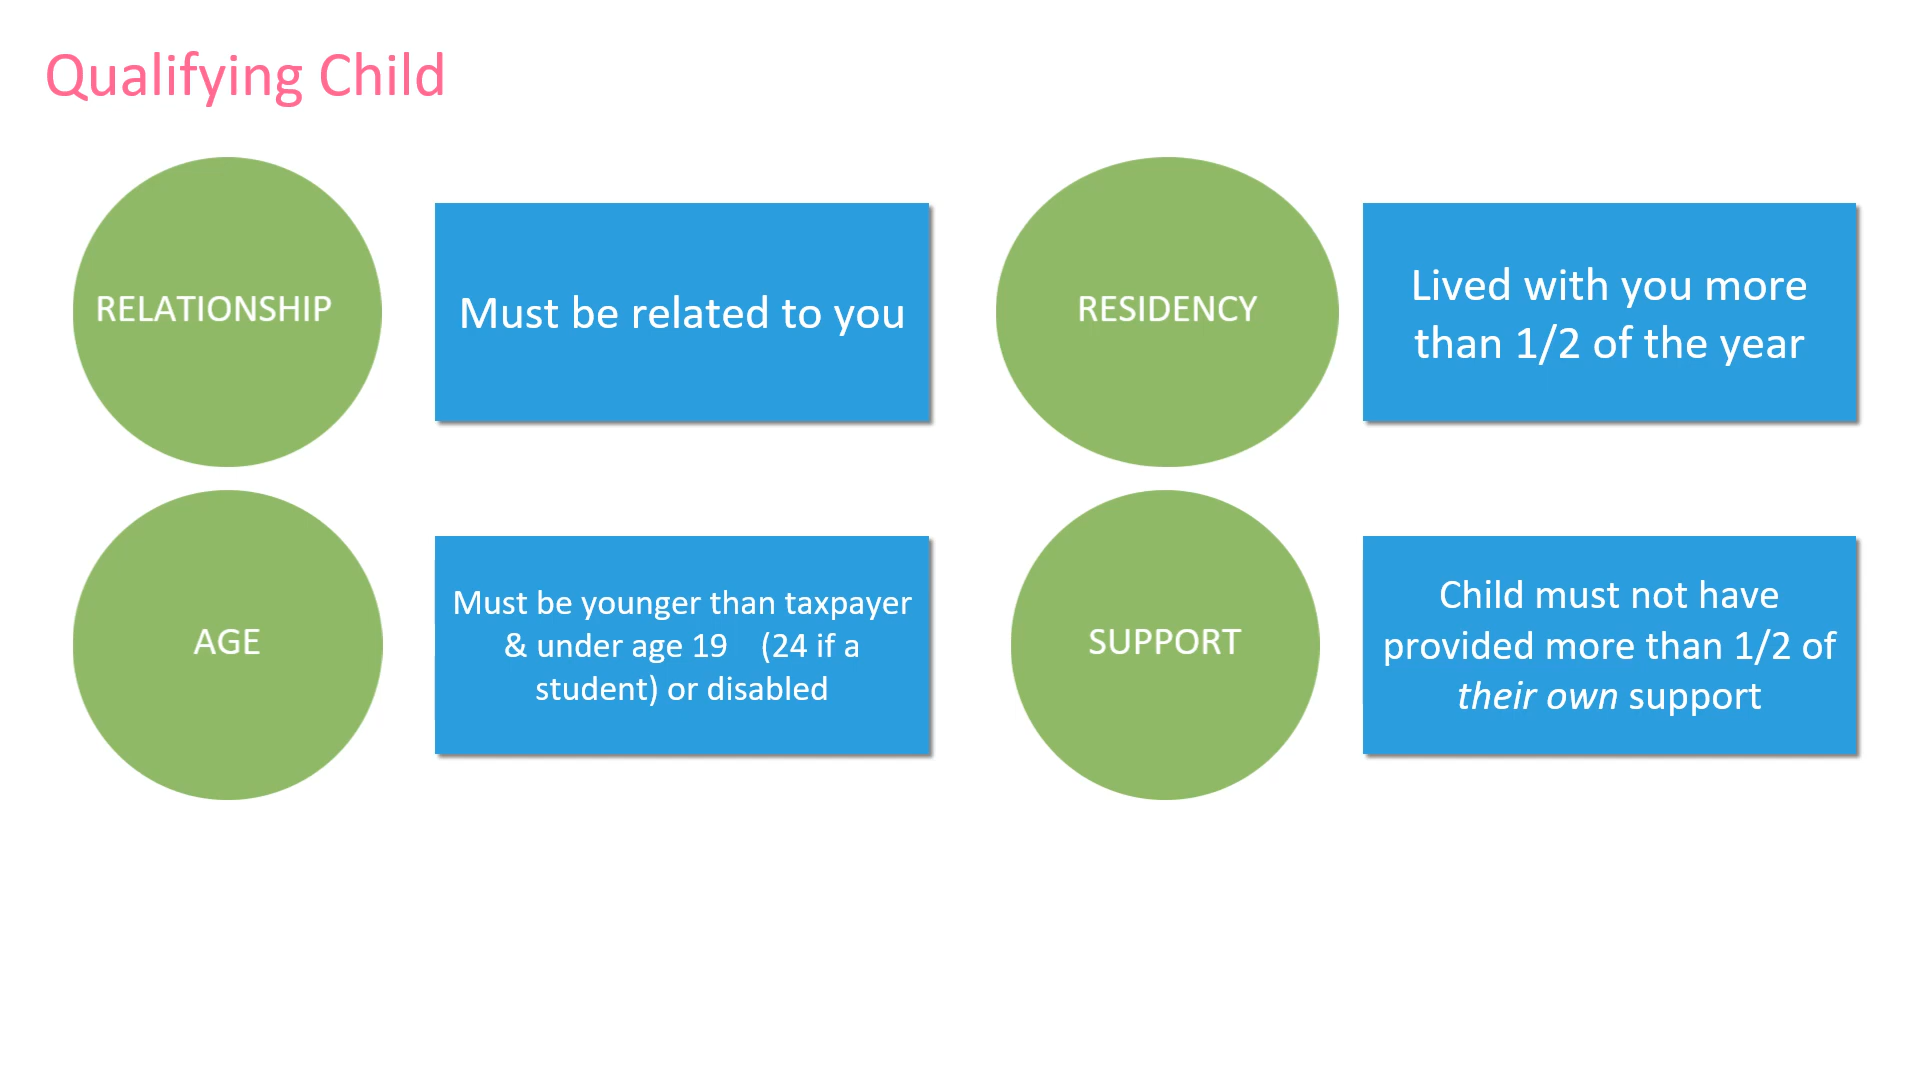 Qualifying Child
RELATIONSHIP
Must be related to you
RESIDENCY
Lived with you more
than 1/2 of the year
AGE
Must be younger than taxpayer
& under age 19 (24 if a
student) or disabled
SUPPORT
Child must not have
provided more than 1/2 of
their own support